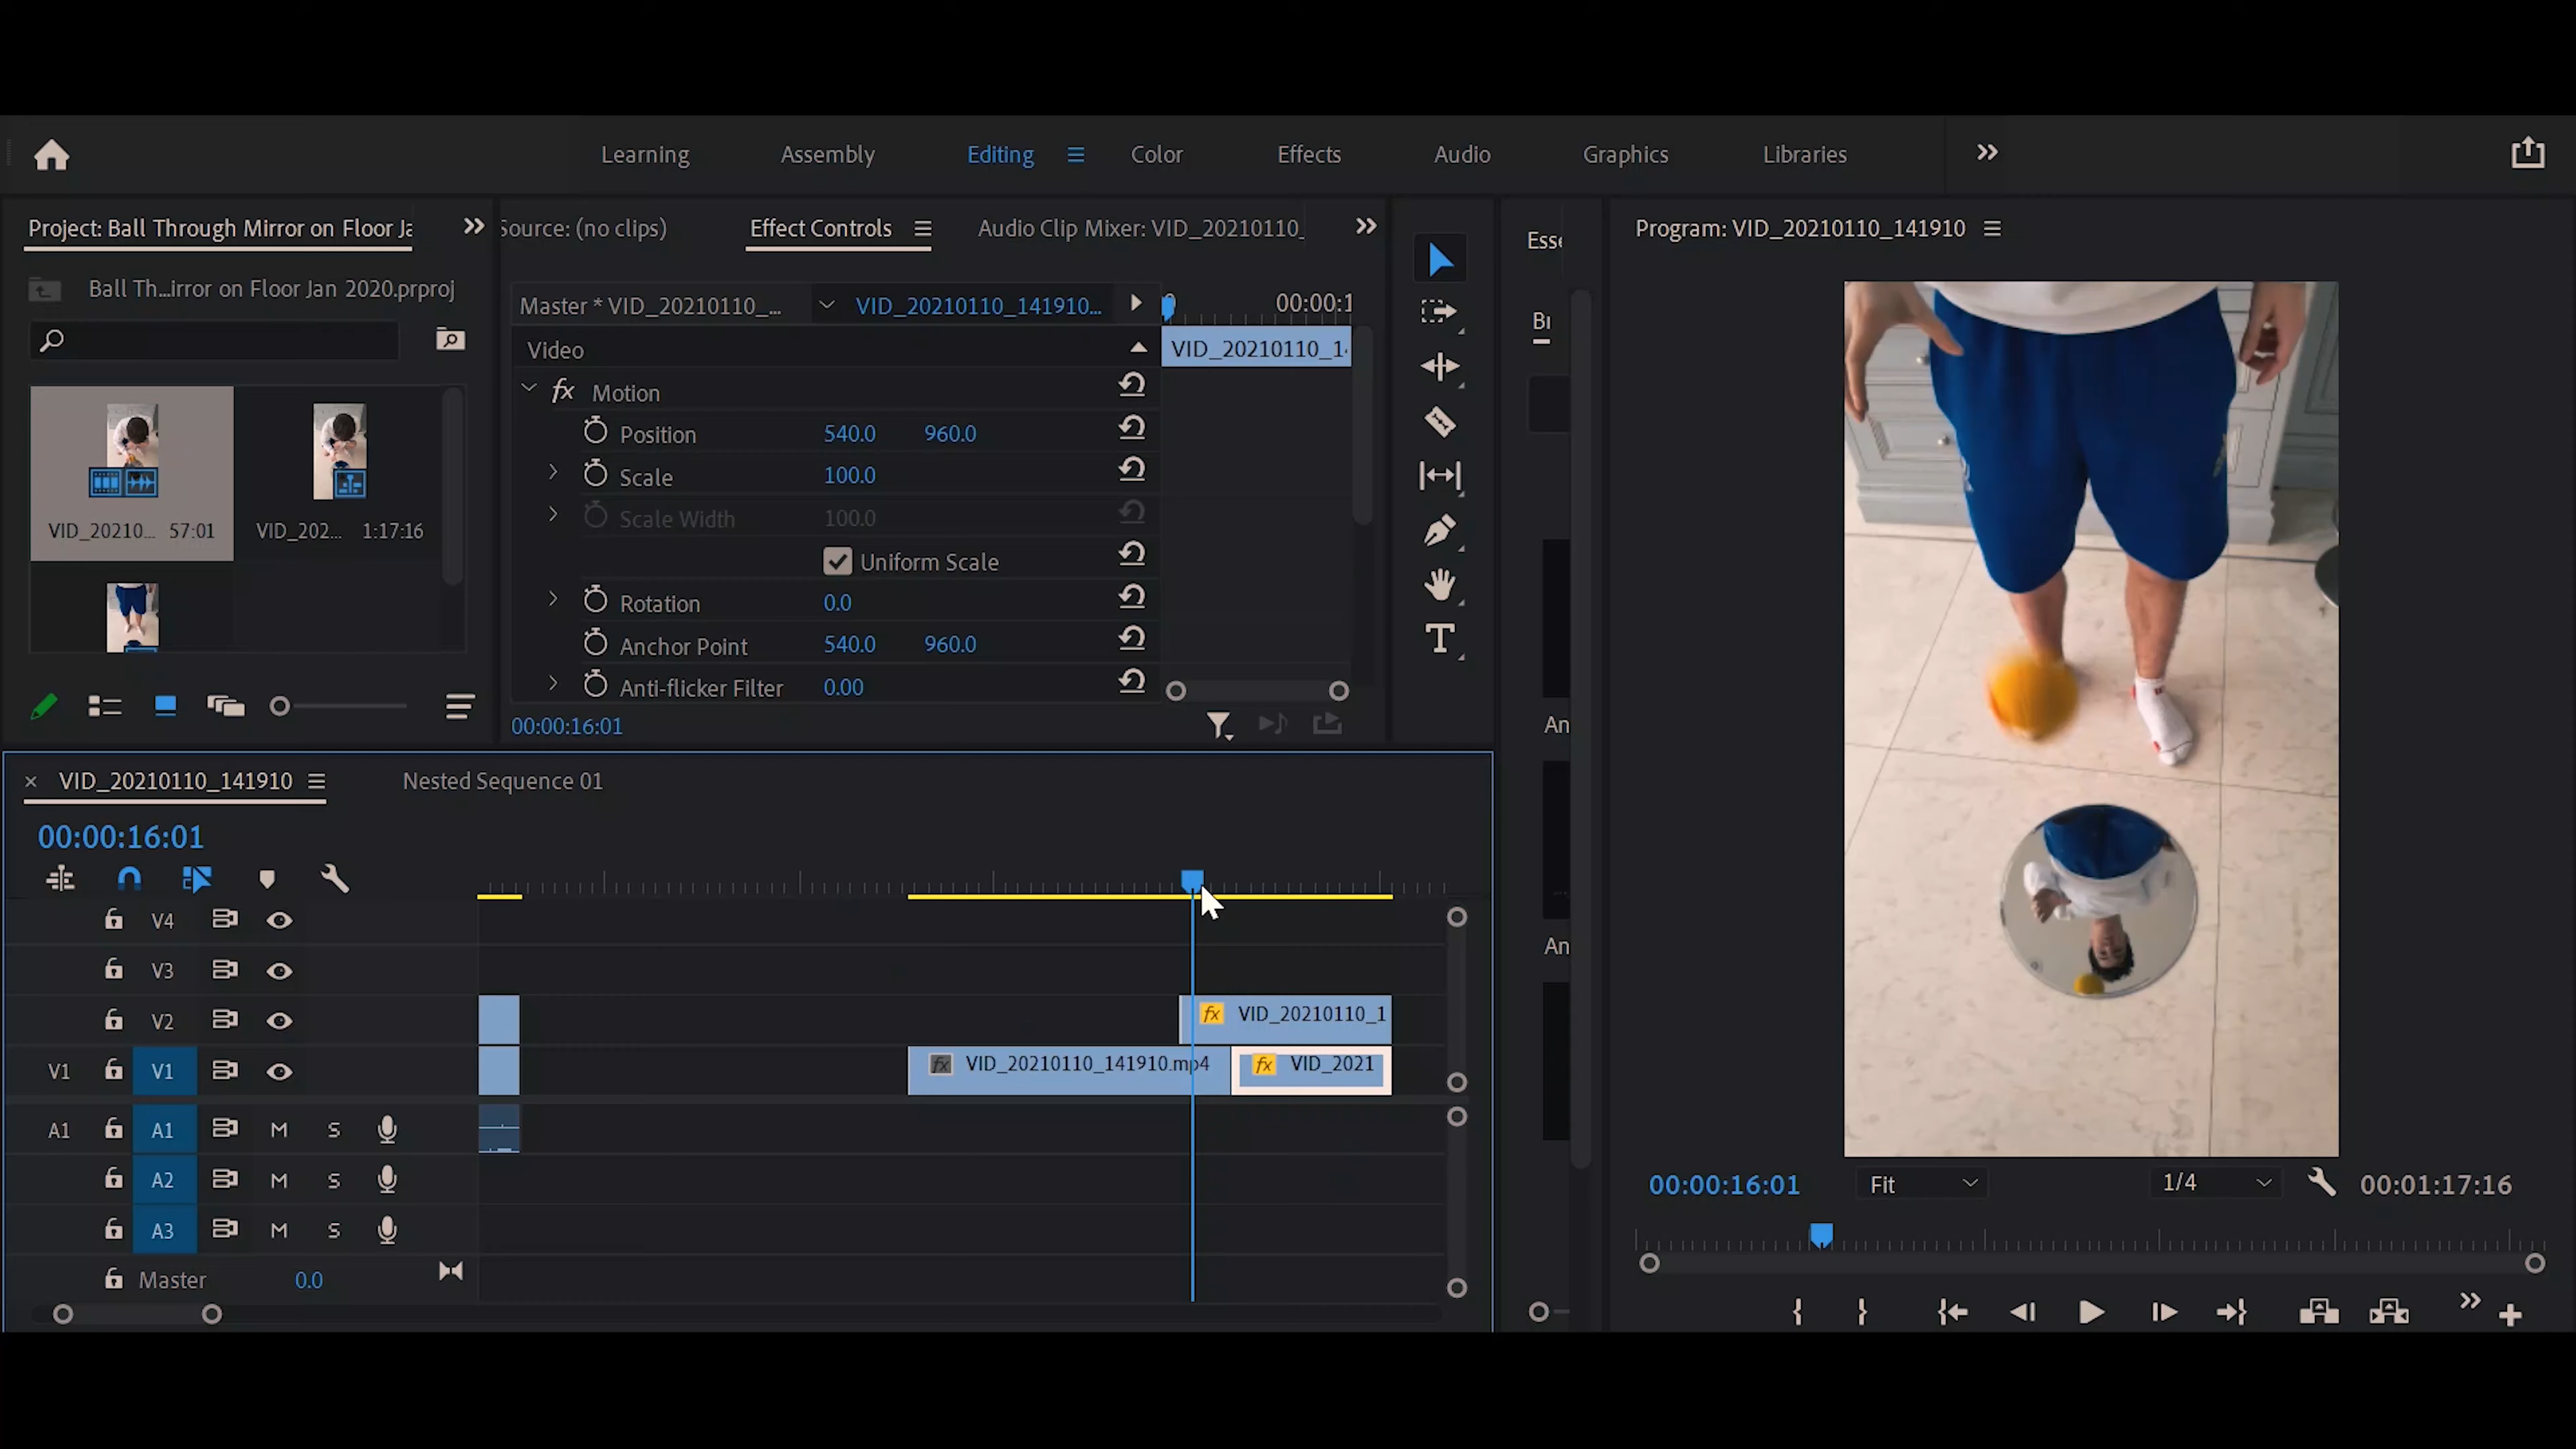 Learning Assembly Editing Color Effects Audio Graphics Libraries
Project: Ball Through Mirror on Floor Ja
Source: (no clips) Effect Controls Audio Clip Mixer: VID_20210110_
Esse
Program: VID_20210110_141910
Ball Th...irror on Floor Jan 2020.prproj
VID_20210... 57:01
VID_202... 1:17:16
Master * VID_20210110_... VID_20210110_141910...
00:00:1
Video
VID_20210110_1
fx Motion
Position 540.0 960.0
Scale 100.0
Scale Width 100.0
Uniform Scale
Rotation 0.0
Anchor Point 540.0 960.0
Anti-flicker Filter 0.00
00:00:16:01
T
An
An
VID_20210110_141910 Nested Sequence 01
00:00:16:01
V4
V3
V2
fx VID_20210110_1
V1 V1
fx VID_20210110_141910.mp4
fx VID_2021
A1 A1 M S
A2 M S
A3 M S
Master 0.0
00:00:16:01 Fit 1/4 00:01:17:16